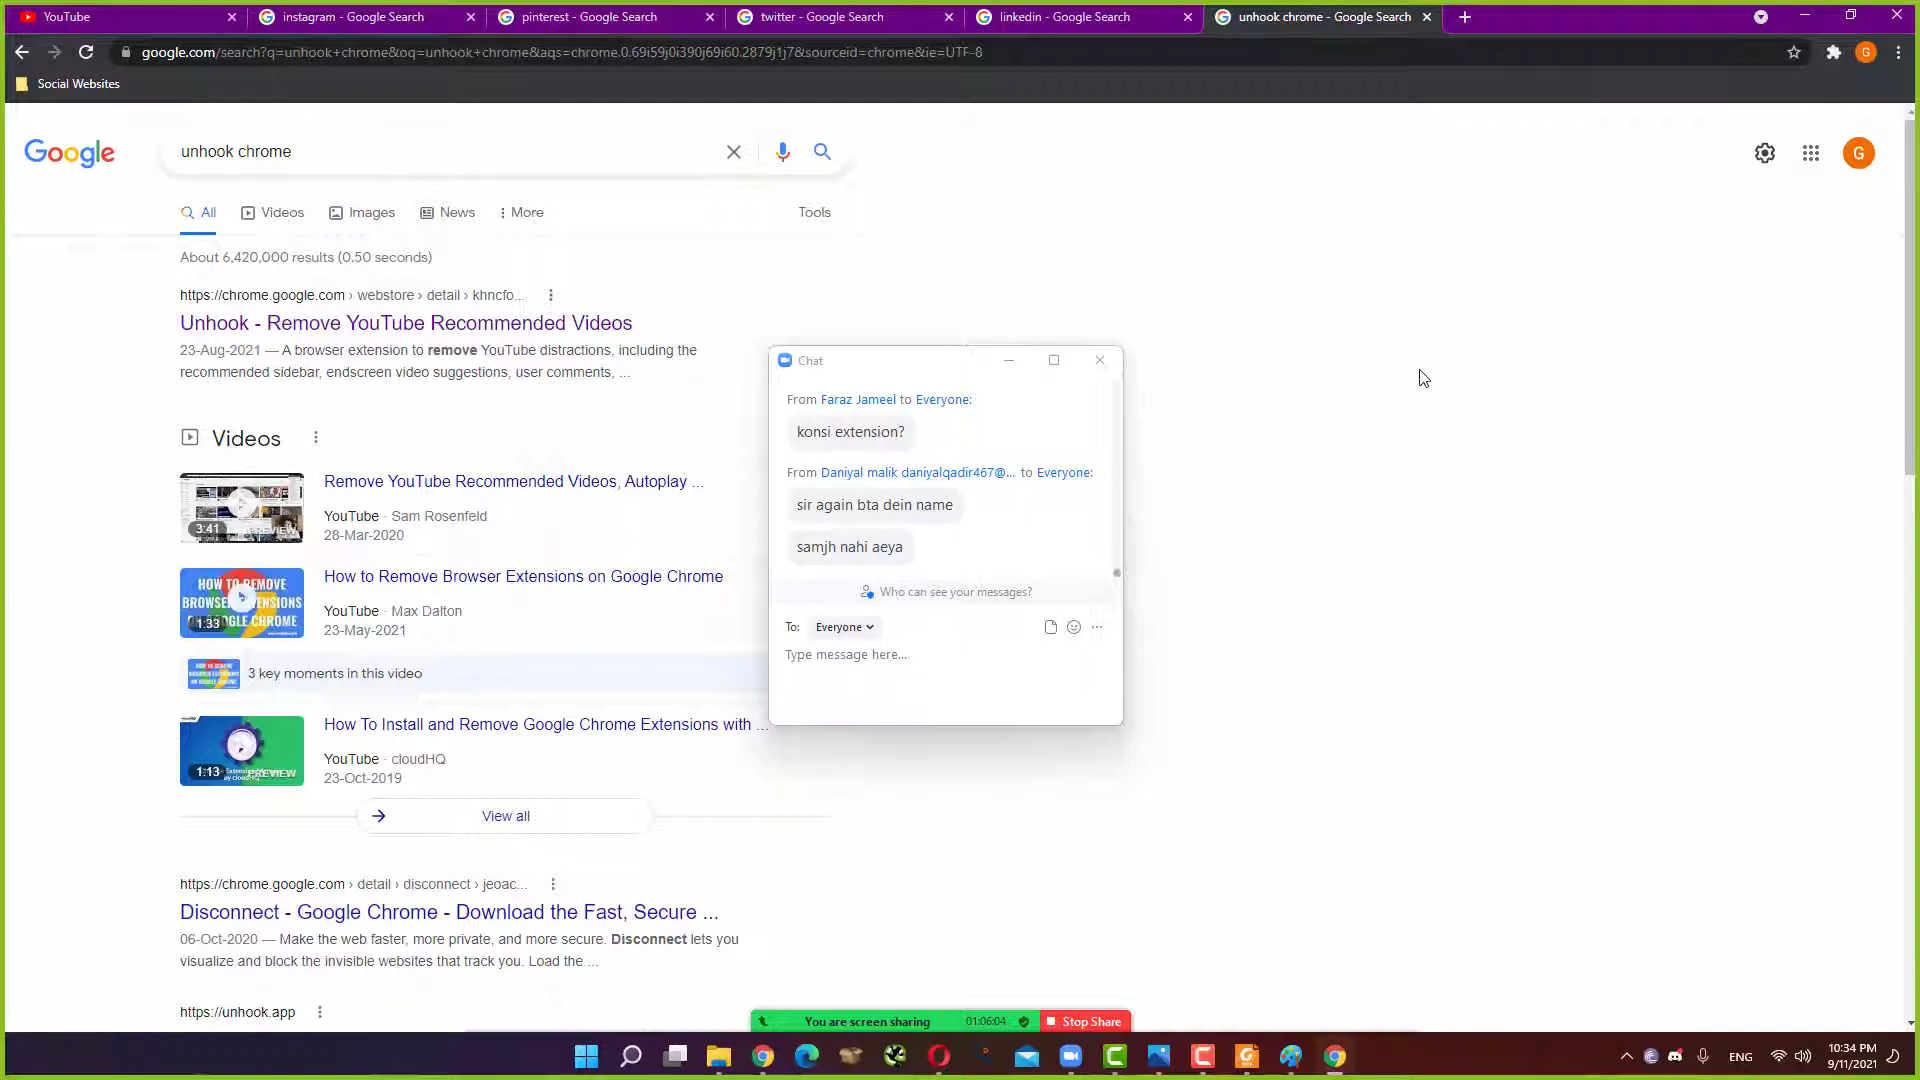 YouTube
instagram - Google Search
pinterest - Google Search
twitter - Google Search
linkedin - Google Search
unhook chrome - Google Search
google.com/search?q=unhook+chrome&oq=unhook+chrome&aqs=chrome.0.69i59j0i390j69i60.2879j1j7&sourceid=chrome&ie=UTF-8
G
Social Websites
Google
unhook chrome
G
All
Videos
Images
News
More
Tools
About 6,420,000 results (0.50 seconds)
https://chrome.google.com › webstore › detail › khncfo...
Unhook - Remove YouTube Recommended Videos
23-Aug-2021 — A browser extension to remove YouTube distractions, including the
recommended sidebar, endscreen video suggestions, user comments, ...
Videos
3:41
PREVIEW
Remove YouTube Recommended Videos, Autoplay ...
YouTube · Sam Rosenfeld
28-Mar-2020
HOW TO REMOVE
BROWSER EXTENSIONS
ON GOOGLE CHROME
1:33
How to Remove Browser Extensions on Google Chrome
YouTube · Max Dalton
23-May-2021
3 key moments in this video
1:13
PREVIEW
by cloudHQ
How To Install and Remove Google Chrome Extensions with ...
YouTube · cloudHQ
23-Oct-2019
View all
https://chrome.google.com › detail › disconnect › jeoac...
Disconnect - Google Chrome - Download the Fast, Secure ...
06-Oct-2020 — Make the web faster, more private, and more secure. Disconnect lets you
visualize and block the invisible websites that track you. Load the ...
https://unhook.app
Chat
From Faraz Jameel to Everyone:
konsi extension?
From Daniyal malik daniyalqadir467@... to Everyone:
sir again bta dein name
samjh nahi aeya
Who can see your messages?
To: Everyone
Type message here...
You are screen sharing
01:06:04
Stop Share
ENG
10:34 PM
9/11/2021